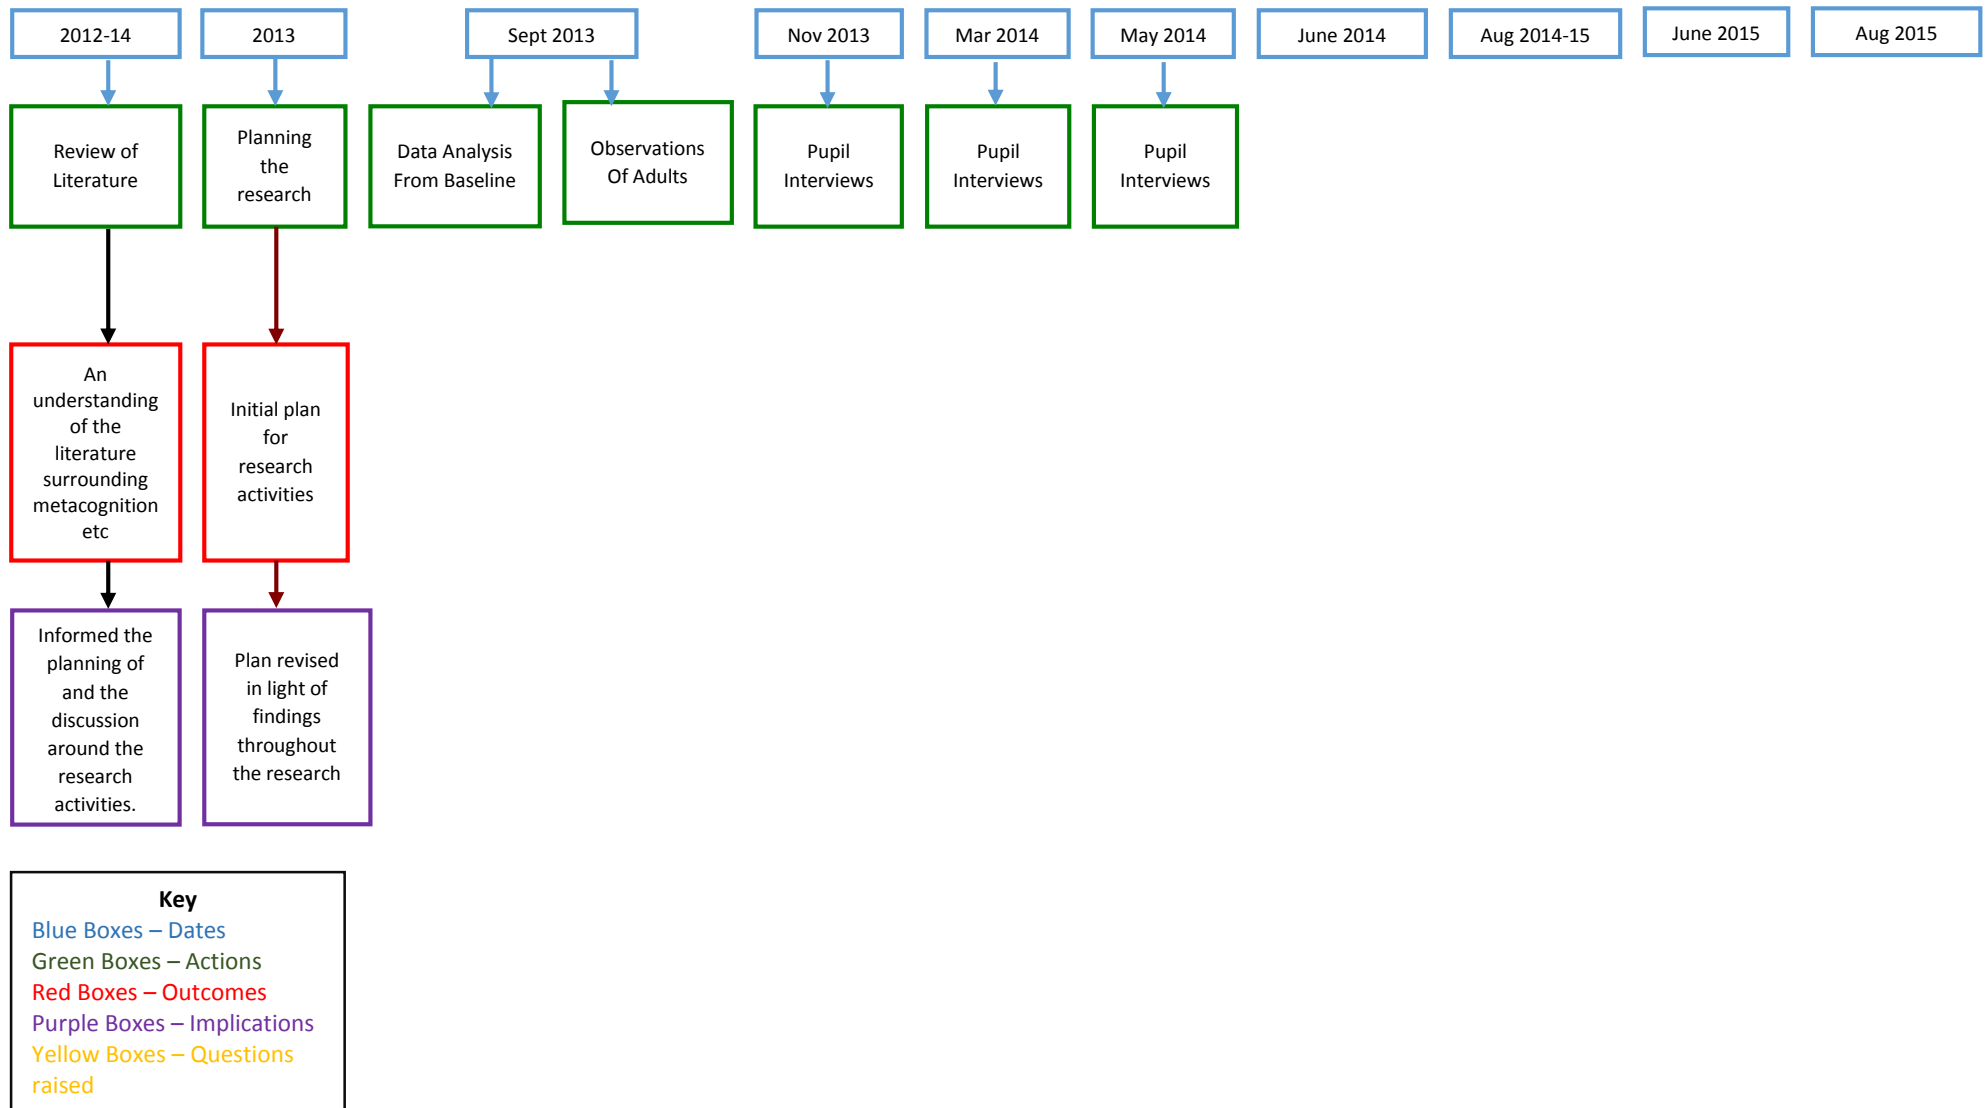 2012-14
2013
Sept 2013
Nov 2013
Mar 2014
May 2014
June 2014
Aug 2014-15
June 2015
Aug 2015
Review of
Literature
Planning
the
research
Data Analysis
From Baseline
Observations
Of Adults
Pupil
Interviews
Pupil
Interviews
Pupil
Interviews
An
understanding
of the
literature
surrounding
metacognition
etc
Initial plan
for
research
activities
Informed the
planning of
and the
discussion
around the
research
activities.
Plan revised
in light of
findings
throughout
the research
Key
Blue Boxes – Dates
Green Boxes – Actions
Red Boxes – Outcomes
Purple Boxes – Implications
Yellow Boxes – Questions
raised